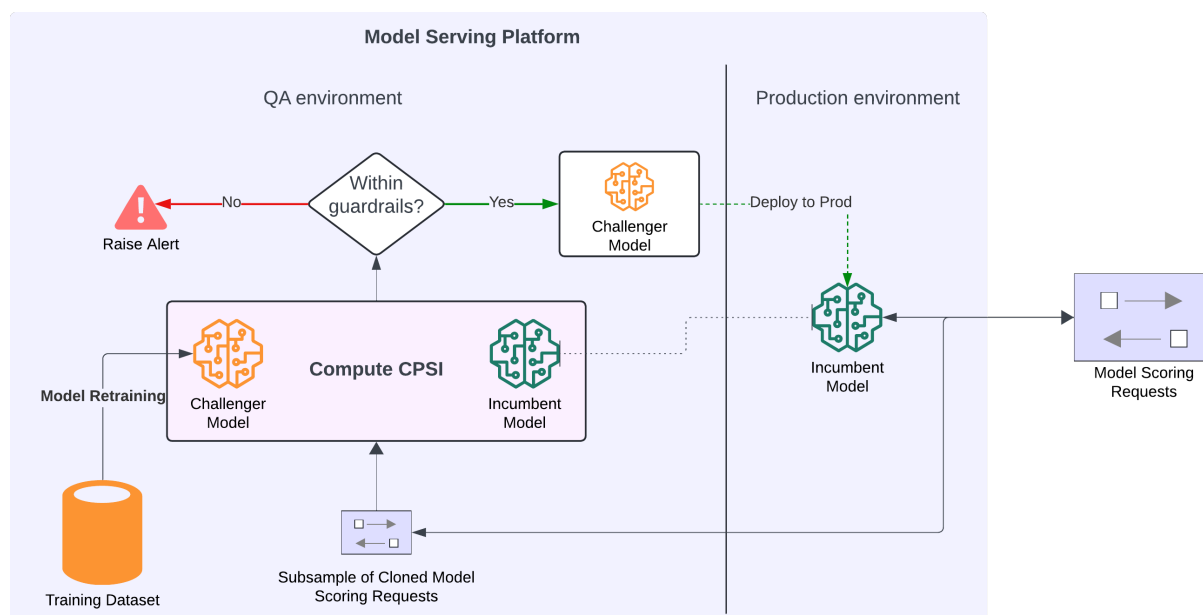 Model Serving Platform
QA environment
Production environment
Within
guardrails?
No
Yes
Raise Alert
Challenger
Model
Deploy to Prod
Compute CPSI
Challenger
Model
Incumbent
Model
Incumbent
Model
Model Scoring
Requests
Model Retraining
Training Dataset
Subsample of Cloned Model
Scoring Requests